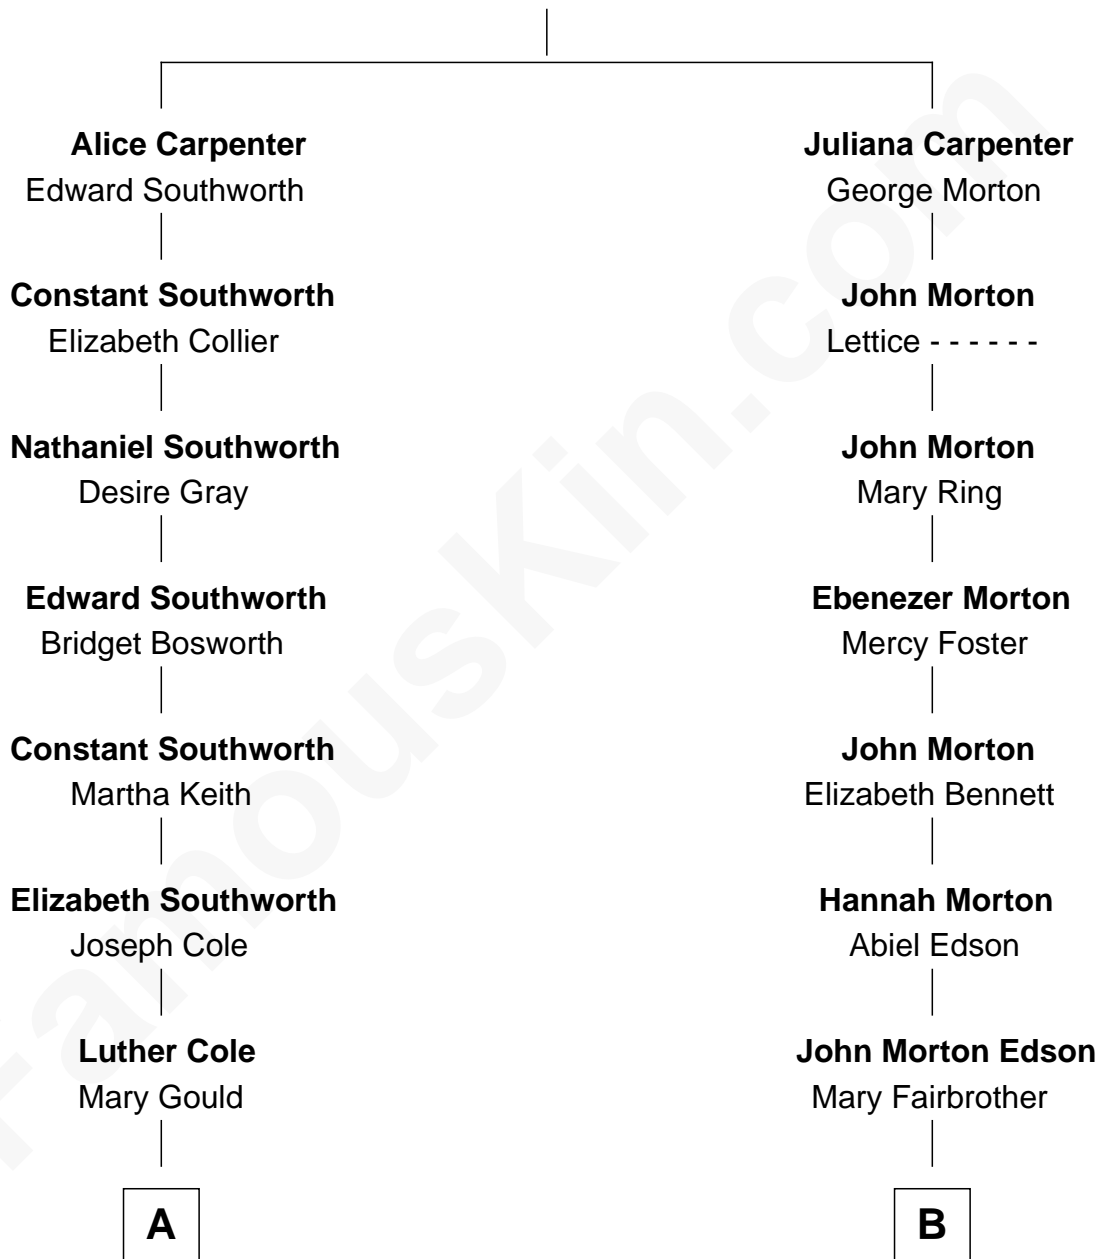 Alice Carpenter
Edward Southworth
Constant Southworth
Elizabeth Collier
Nathaniel Southworth
Desire Gray
Edward Southworth
Bridget Bosworth
Constant Southworth
Martha Keith
Elizabeth Southworth
Joseph Cole
Luther Cole
Mary Gould
A
Juliana Carpenter
George Morton
John Morton
Lettice - - - - - -
John Morton
Mary Ring
Ebenezer Morton
Mercy Foster
John Morton
Elizabeth Bennett
Hannah Morton
Abiel Edson
John Morton Edson
Mary Fairbrother
B
FamousKin.com